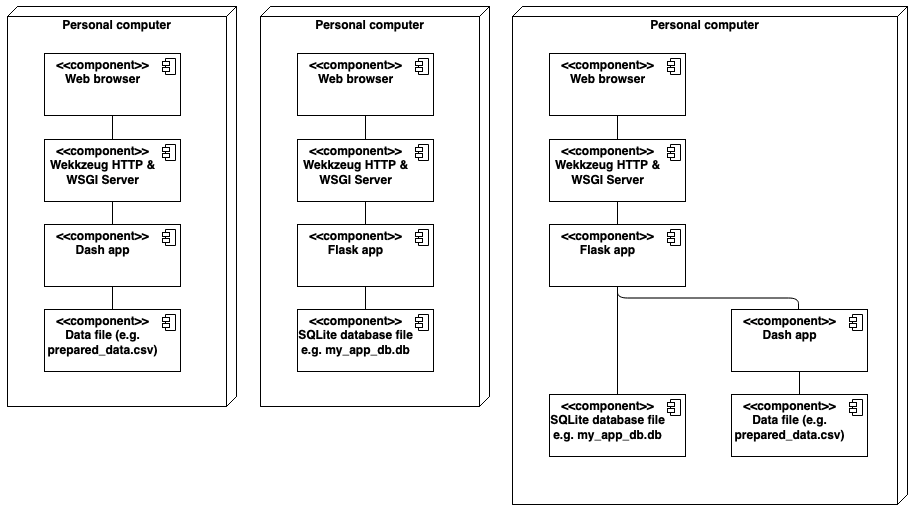 Personal computer
<<component>>
Web browser
<<component>>
Wekkzeug HTTP &
WSGI Server
<<component>>
Dash app
<<component>>
Data file (e.g.
prepared_data.csv)
Personal computer
<<component>>
Web browser
<<component>>
Wekkzeug HTTP &
WSGI Server
<<component>>
Flask app
<<component>>
SQLite database file
e.g. my_app_db.db
Personal computer
<<component>>
Web browser
<<component>>
Wekkzeug HTTP &
WSGI Server
<<component>>
Flask app
<<component>>
Dash app
<<component>>
SQLite database file
e.g. my_app_db.db
<<component>>
Data file (e.g.
prepared_data.csv)